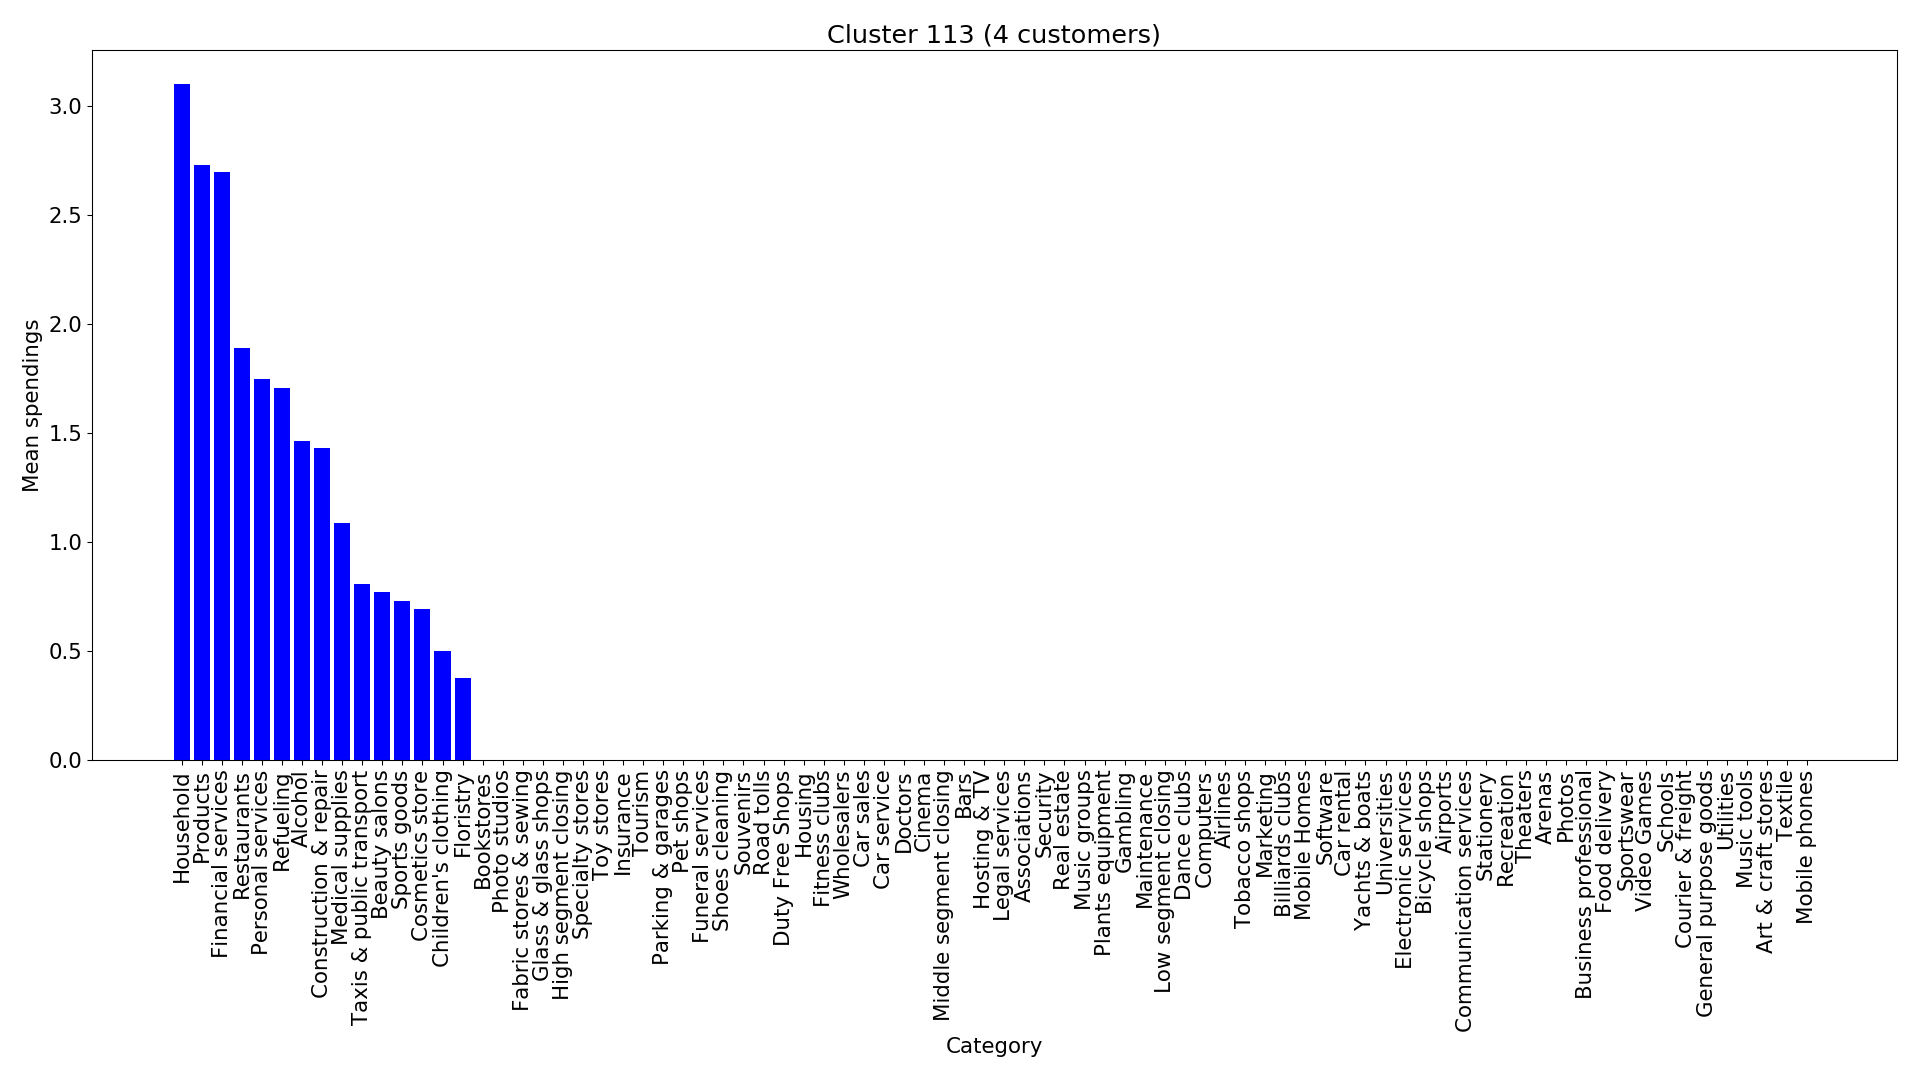 Cluster 113 (4 customers)
Mean spendings
3.0
2.5
2.0
1.5
1.0
0.5
0.0
Household
Products
Financial services
Restaurants
Personal services
Refueling
Alcohol
Construction & repair
Medical supplies
Taxis & public transport
Beauty salons
Sports goods
Cosmetics store
Children's clothing
Floristry
Bookstores
Photo studios
Fabric stores & sewing
Glass & glass shops
High segment closing
Specialty stores
Toy stores
Insurance
Tourism
Parking & garages
Pet shops
Funeral services
Shoes cleaning
Souvenirs
Road tolls
Duty Free Shops
Housing
Fitness clubs
Wholesalers
Car sales
Car service
Doctors
Cinema
Middle segment closing
Bars
Hosting & TV
Legal services
Associations
Security
Real estate
Music groups
Plants equipment
Gambling
Maintenance
Low segment closing
Dance clubs
Computers
Airlines
Tobacco shops
Marketing
Billiards clubs
Mobile Homes
Software
Car rental
Yachts & boats
Universities
Electronic services
Bicycle shops
Airports
Communication services
Stationery
Recreation
Theaters
Arenas
Photos
Business professional
Food delivery
Sportswear
Video Games
Schools
Courier & freight
General purpose goods
Utilities
Music tools
Art & craft stores
Textile
Mobile phones
Category